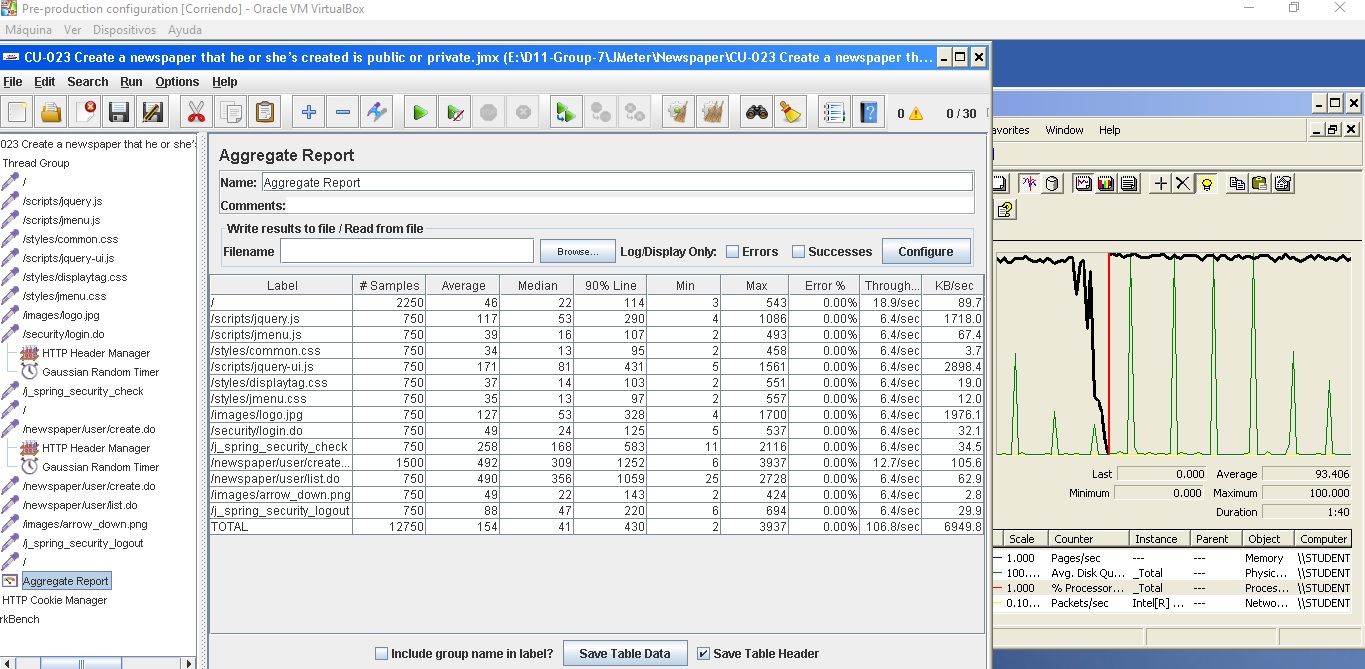 Pre-production configuration [Corriendo] - Oracle VM VirtualBox
Máquina Ver Dispositivos Ayuda
CU-023 Create a newspaper that he or she's created is public or private.jmx (E:\D11-Group-7\JMeter\Newspaper\CU-023 Create a newspaper th...
File Edit Search Run Options Help
0 0 / 30
023 Create a newspaper that he or she's
Thread Group
/
/scripts/jquery.js
/scripts/jmenu.js
/styles/common.css
/scripts/jquery-ui.js
/styles/displaytag.css
/styles/jmenu.css
/images/logo.jpg
/security/login.do
HTTP Header Manager
Gaussian Random Timer
/j_spring_security_check
/
/newspaper/user/create.do
HTTP Header Manager
Gaussian Random Timer
/newspaper/user/create.do
/newspaper/user/list.do
/images/arrow_down.png
/j_spring_security_logout
/
Aggregate Report
HTTP Cookie Manager
rkBench
Aggregate Report
Name: Aggregate Report
Comments:
Write results to file / Read from file
Filename Browse... Log/Display Only: Errors Successes Configure
Label # Samples Average Median 90% Line Min Max Error % Through... KB/sec
/ 2250 46 22 114 3 543 0.00% 18.9/sec 89.7
/scripts/jquery.js 750 117 53 290 4 1086 0.00% 6.4/sec 1718.0
/scripts/jmenu.js 750 39 16 107 2 493 0.00% 6.4/sec 67.4
/styles/common.css 750 34 13 95 2 458 0.00% 6.4/sec 3.7
/scripts/jquery-ui.js 750 171 81 431 5 1561 0.00% 6.4/sec 2898.4
/styles/displaytag.css 750 37 14 103 2 551 0.00% 6.4/sec 19.0
/styles/jmenu.css 750 35 13 97 2 557 0.00% 6.4/sec 12.0
/images/logo.jpg 750 127 53 328 4 1700 0.00% 6.4/sec 1976.1
/security/login.do 750 49 24 125 5 537 0.00% 6.4/sec 32.1
/j_spring_security_check 750 258 168 583 11 2116 0.00% 6.4/sec 34.5
/newspaper/user/create... 1500 492 309 1252 6 3937 0.00% 12.7/sec 105.6
/newspaper/user/list.do 750 490 356 1059 25 2728 0.00% 6.4/sec 62.9
/images/arrow_down.png 750 49 22 143 2 424 0.00% 6.4/sec 2.8
/j_spring_security_logout 750 88 47 220 6 694 0.00% 6.4/sec 29.9
TOTAL 12750 154 41 430 2 3937 0.00% 106.8/sec 6949.8
Include group name in label? Save Table Data Save Table Header
avorites Window Help
Last 0.000 Average 93.406
Minimum 0.000 Maximum 100.000
Duration 1:40
Scale Counter Instance Parent Object Computer
1.000 Pages/sec --- --- Memory \\STUDENT
100.... Avg. Disk Qu... _Total --- Physic... \\STUDENT
1.000 % Processor... _Total --- Proces... \\STUDENT
0.10... Packets/sec Intel[R] ... --- Netwo... \\STUDENT